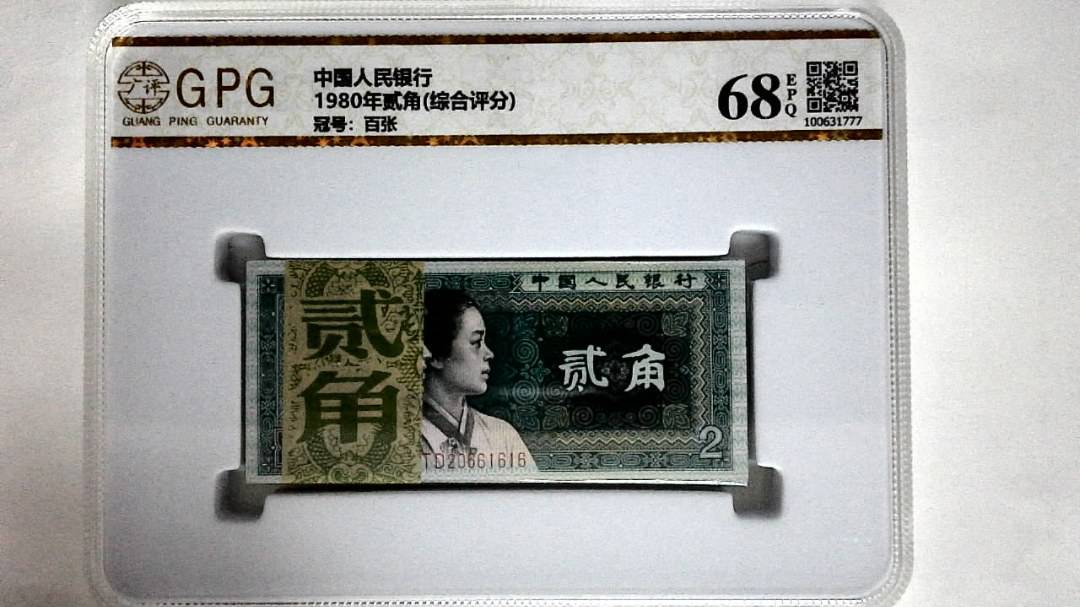 广评
GPG
GUANG PING GUARANTY
中国人民银行
1980年贰角(综合评分)
冠号：百张
68
EPQ
100631777
中国人民银行
贰角
贰角
TD20661616
2